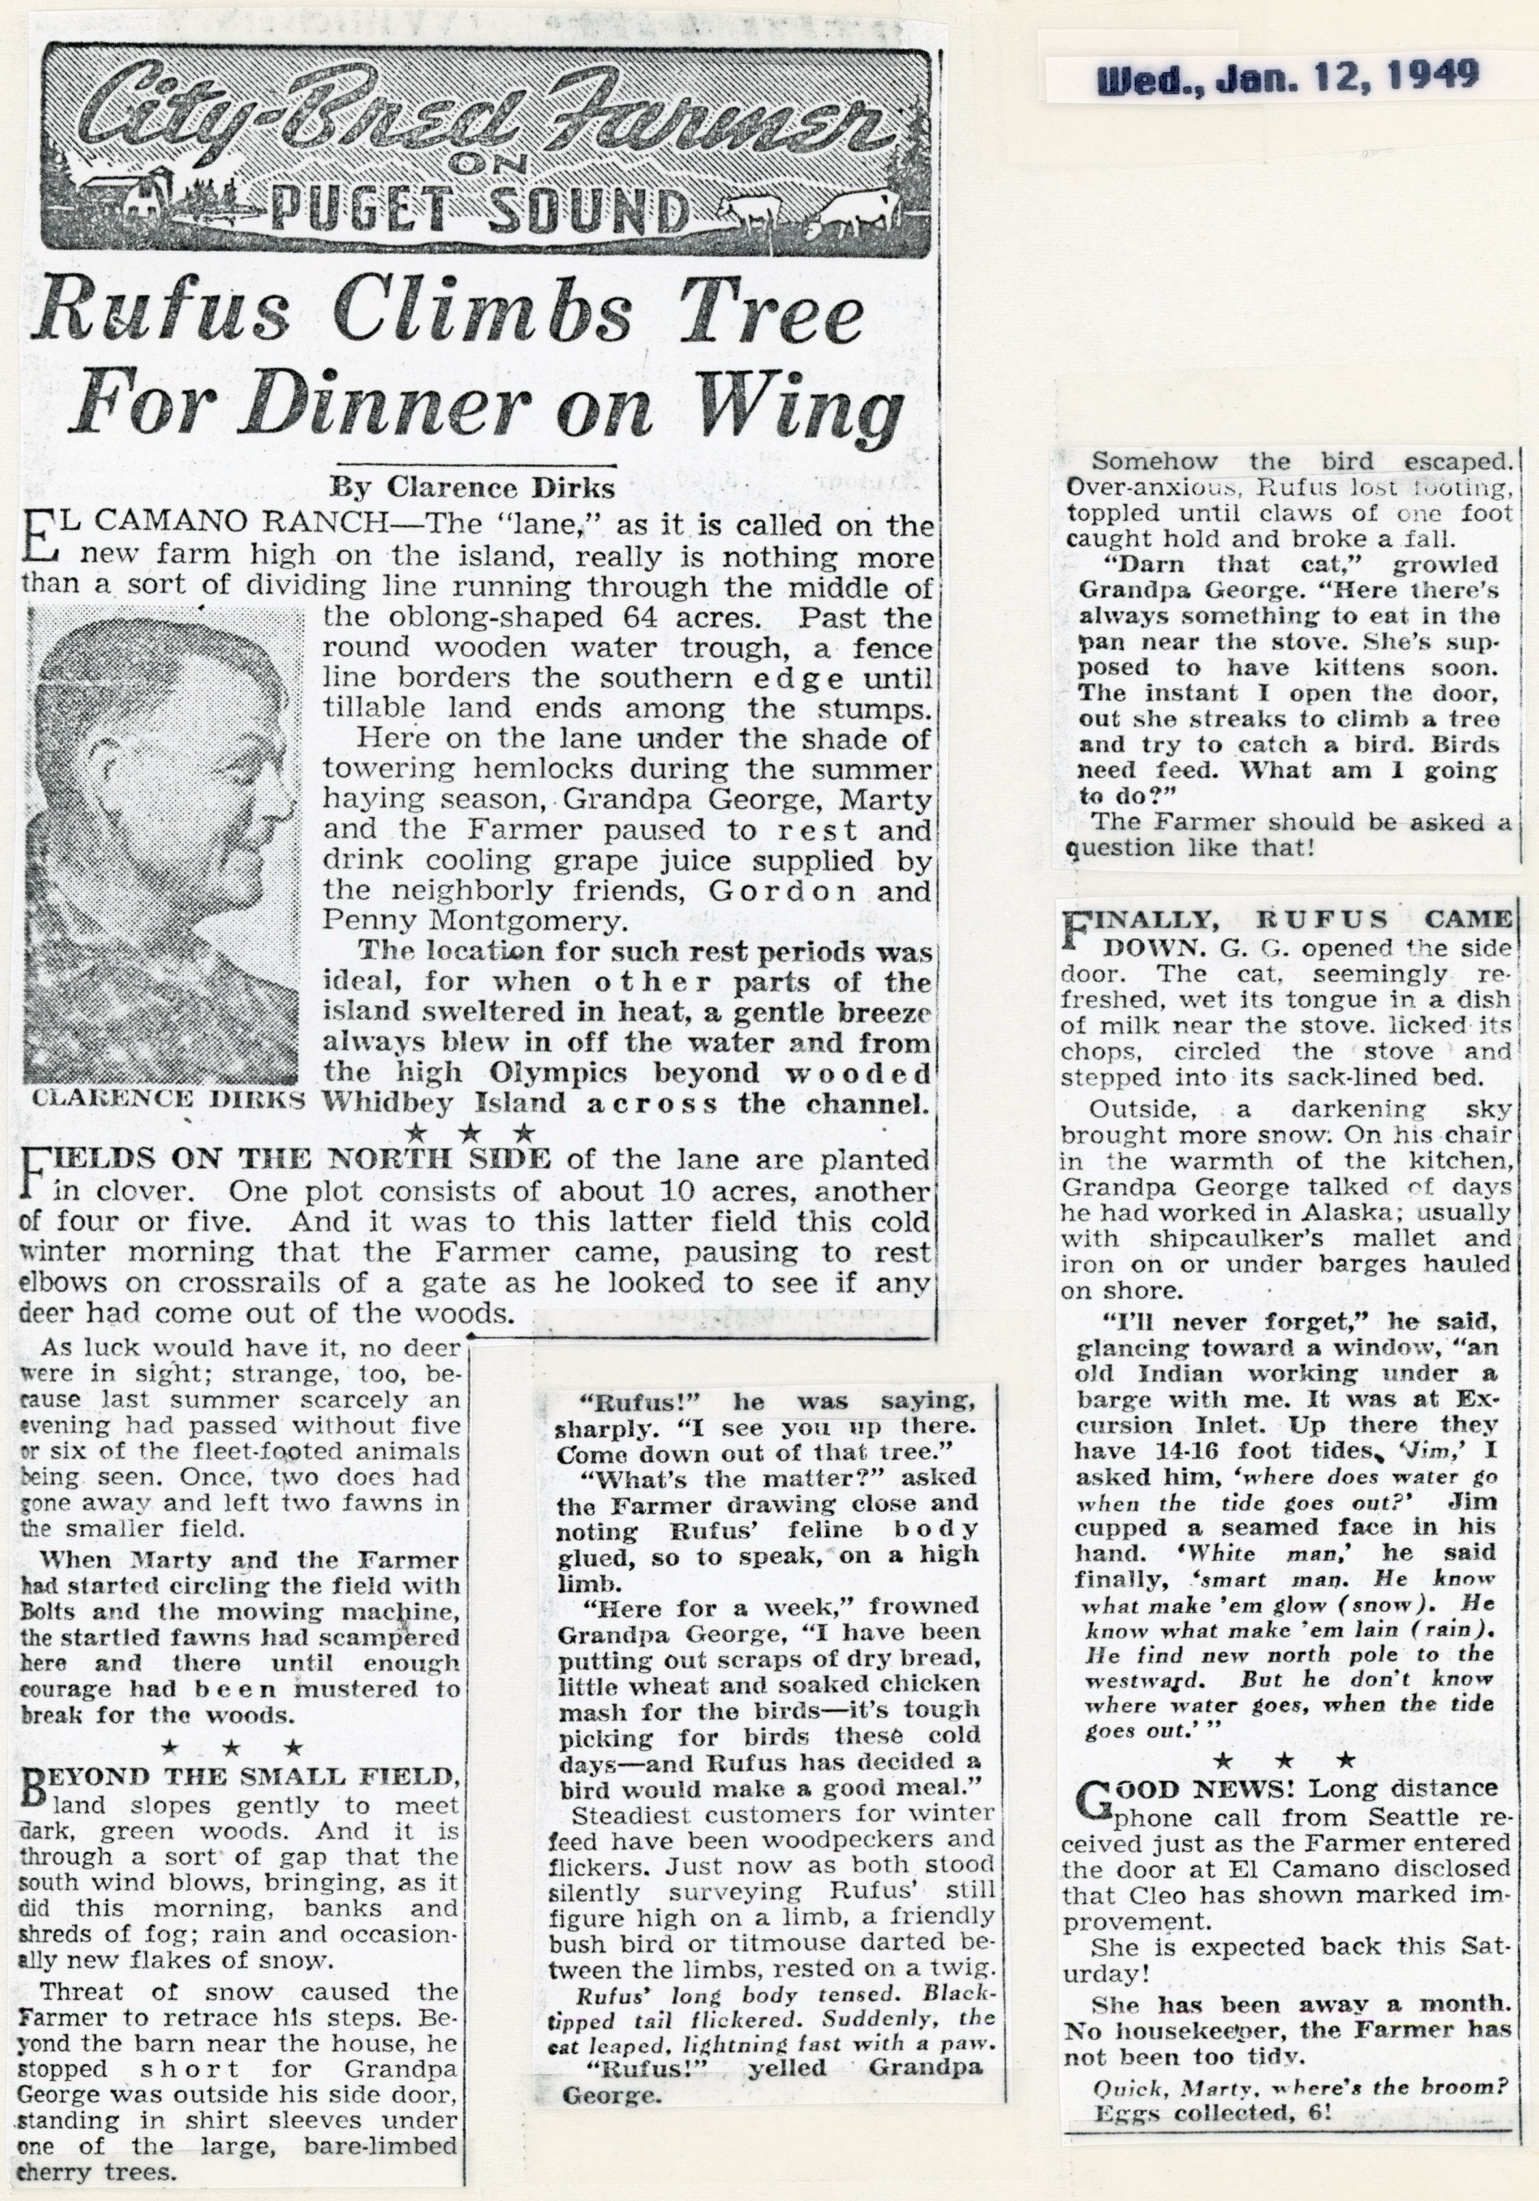 City-Bred Farmer
ON
PUGET SOUND
Wed., Jan. 12, 1949
Rufus Climbs Tree
For Dinner on Wing
By Clarence Dirks
EL CAMANO RANCH—The "lane," as it is called on the
new farm high on the island, really is nothing more
than a sort of dividing line running through the middle of
the oblong-shaped 64 acres. Past the
round wooden water trough, a fence
line borders the southern edge until
tillable land ends among the stumps.
Here on the lane under the shade of
towering hemlocks during the summer
haying season, Grandpa George, Marty
and the Farmer paused to rest and
drink cooling grape juice supplied by
the neighborly friends, Gordon and
Penny Montgomery.
The location for such rest periods was
ideal, for when other parts of the
island sweltered in heat, a gentle breeze
always blew in off the water and from
the high Olympics beyond wooded
Whidbey Island across the channel.
CLARENCE DIRKS
★ ★ ★
FIELDS ON THE NORTH SIDE of the lane are planted
in clover. One plot consists of about 10 acres, another
of four or five. And it was to this latter field this cold
winter morning that the Farmer came, pausing to rest
elbows on crossrails of a gate as he looked to see if any
deer had come out of the woods.
As luck would have it, no deer
were in sight; strange, too, be-
cause last summer scarcely an
evening had passed without five
or six of the fleet-footed animals
being seen. Once, two does had
gone away and left two fawns in
the smaller field.
When Marty and the Farmer
had started circling the field with
Bolts and the mowing machine,
the startled fawns had scampered
here and there until enough
courage had been mustered to
break for the woods.
★ ★ ★
BEYOND THE SMALL FIELD,
land slopes gently to meet
dark, green woods. And it is
through a sort of gap that the
south wind blows, bringing, as it
did this morning, banks and
shreds of fog; rain and occasion-
ally new flakes of snow.
Threat of snow caused the
Farmer to retrace his steps. Be-
yond the barn near the house, he
stopped short for Grandpa
George was outside his side door,
standing in shirt sleeves under
one of the large, bare-limbed
cherry trees.
"Rufus!" he was saying,
sharply. "I see you up there.
Come down out of that tree."
"What's the matter?" asked
the Farmer drawing close and
noting Rufus' feline body
glued, so to speak, on a high
limb.
"Here for a week," frowned
Grandpa George, "I have been
putting out scraps of dry bread,
little wheat and soaked chicken
mash for the birds—it's tough
picking for birds these cold
days—and Rufus has decided a
bird would make a good meal."
Steadiest customers for winter
feed have been woodpeckers and
flickers. Just now as both stood
silently surveying Rufus' still
figure high on a limb, a friendly
bush bird or titmouse darted be-
tween the limbs, rested on a twig.
Rufus' long body tensed. Black-
tipped tail flickered. Suddenly, the
cat leaped, lightning fast with a paw.
"Rufus!" yelled Grandpa
George.
Somehow the bird escaped.
Over-anxious, Rufus lost footing,
toppled until claws of one foot
caught hold and broke a fall.
"Darn that cat," growled
Grandpa George. "Here there's
always something to eat in the
pan near the stove. She's sup-
posed to have kittens soon.
The instant I open the door,
out she streaks to climb a tree
and try to catch a bird. Birds
need feed. What am I going
to do?"
The Farmer should be asked a
question like that!
FINALLY, RUFUS CAME
DOWN. G. G. opened the side
door. The cat, seemingly re-
freshed, wet its tongue in a dish
of milk near the stove. licked its
chops, circled the stove and
stepped into its sack-lined bed.
Outside, a darkening sky
brought more snow. On his chair
in the warmth of the kitchen,
Grandpa George talked of days
he had worked in Alaska; usually
with shipcaulker's mallet and
iron on or under barges hauled
on shore.
"I'll never forget," he said,
glancing toward a window, "an
old Indian working under a
barge with me. It was at Ex-
cursion Inlet. Up there they
have 14-16 foot tides. 'Jim,' I
asked him, 'where does water go
when the tide goes out?' Jim
cupped a seamed face in his
hand. 'White man,' he said
finally, 'smart man. He know
what make 'em glow (snow). He
know what make 'em lain (rain).
He find new north pole to the
westward. But he don't know
where water goes, when the tide
goes out.' "
★ ★ ★
GOOD NEWS! Long distance
phone call from Seattle re-
ceived just as the Farmer entered
the door at El Camano disclosed
that Cleo has shown marked im-
provement.
She is expected back this Sat-
urday!
She has been away a month.
No housekeeper, the Farmer has
not been too tidy.
Quick, Marty, where's the broom?
Eggs collected, 6!